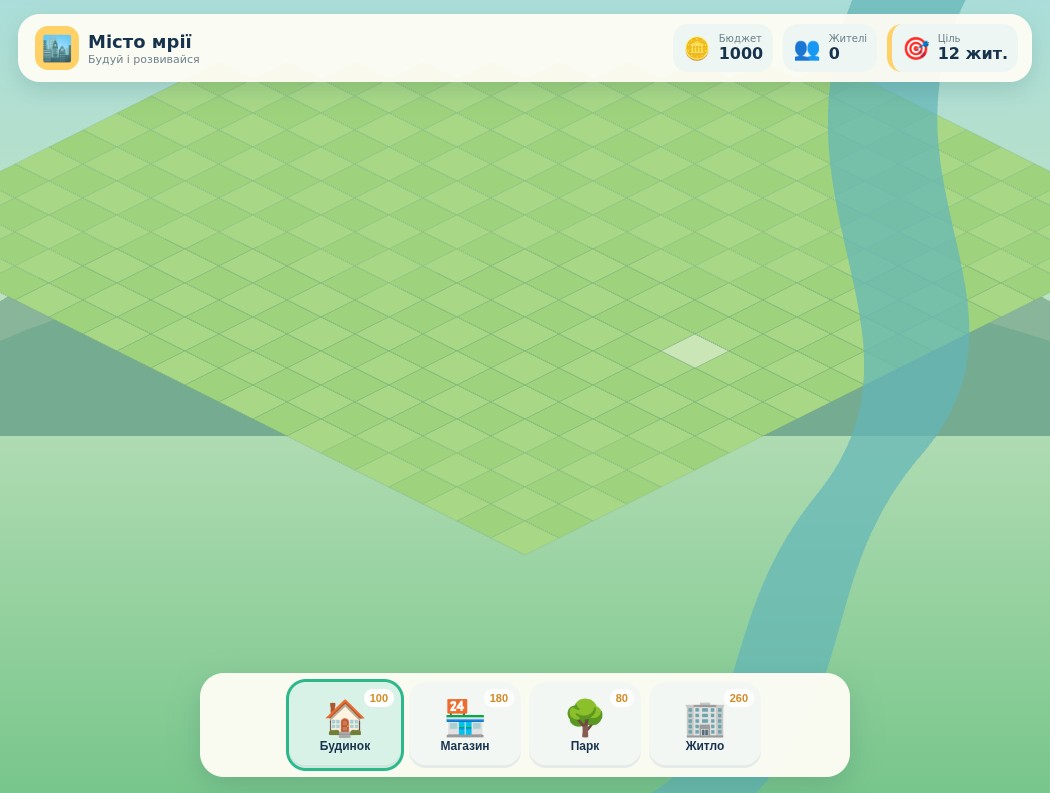 Місто мрії
Будуй і розвивайся
Бюджет
1000
Жителі
0
Ціль
12 жит.
100
Будинок
180
24
Магазин
80
Парк
260
Житло